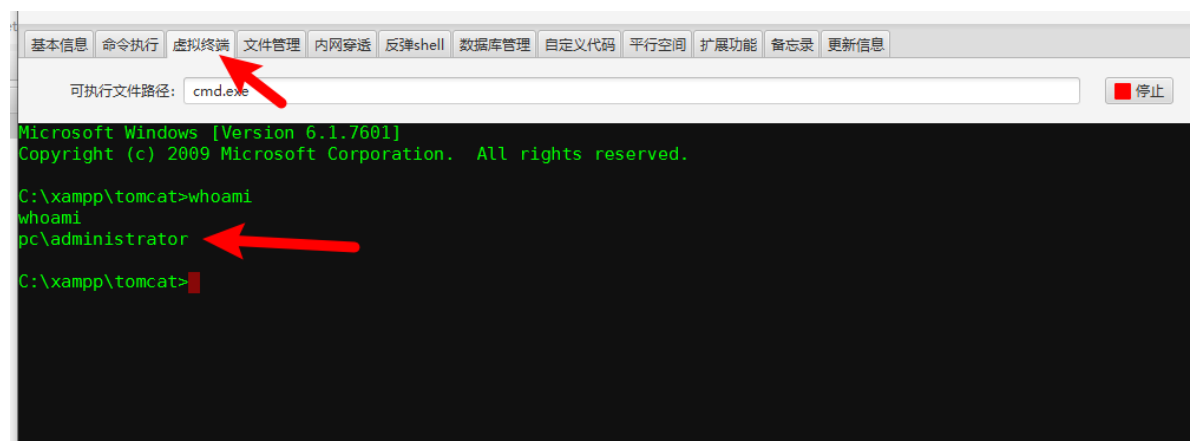 基本信息 命令执行 虚拟终端 文件管理 内网穿透 反弹shell 数据库管理 自定义代码 平行空间 扩展功能 备忘录 更新信息
可执行文件路径: cmd.exe 停止
Microsoft Windows [Version 6.1.7601]
Copyright (c) 2009 Microsoft Corporation. All rights reserved.
C:\xampp\tomcat>whoami
whoami
pc\administrator
C:\xampp\tomcat>